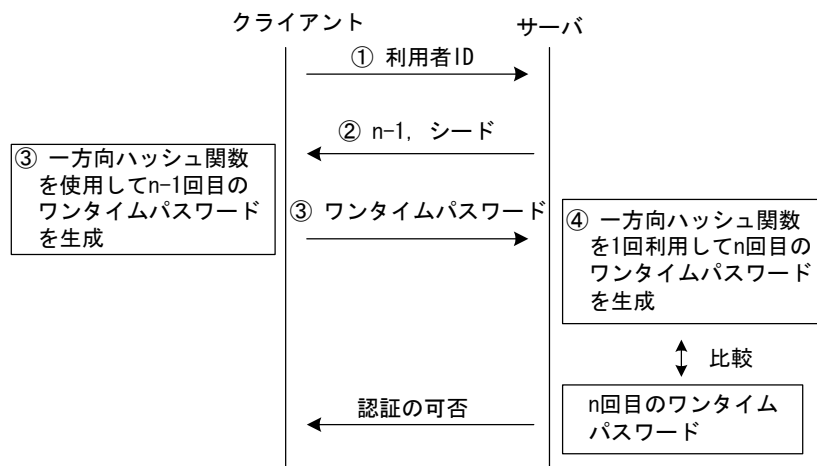 クライアント
サーバ
① 利用者ID
② n-1, シード
③ 一方向ハッシュ関数
を使用してn-1回目の
ワンタイムパスワード
を生成
③ ワンタイムパスワード
④ 一方向ハッシュ関数
を1回利用してn回目の
ワンタイムパスワード
を生成
比較
認証の可否
n回目のワンタイム
パスワード